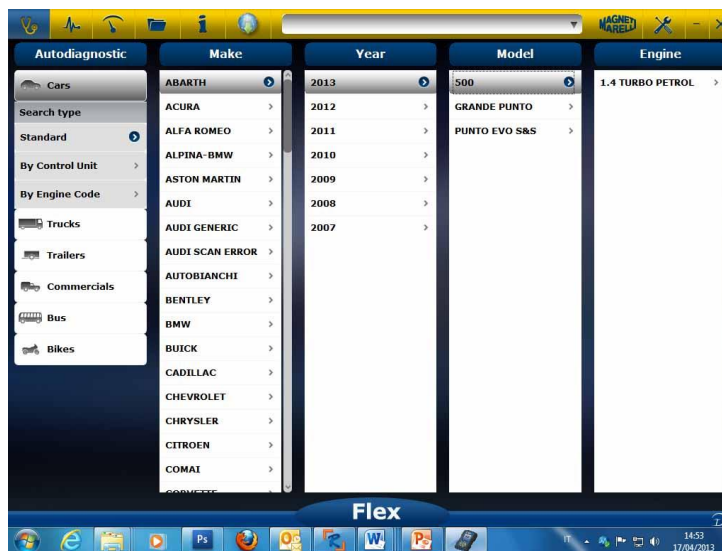 MAGNETI
MARELLI
Autodiagnostic
Cars
Search type
Standard
By Control Unit
By Engine Code
Trucks
Trailers
Commercials
Bus
Bikes
Make
ABARTH
ACURA
ALFA ROMEO
ALPINA-BMW
ASTON MARTIN
AUDI
AUDI GENERIC
AUDI SCAN ERROR
AUTOBIANCHI
BENTLEY
BMW
BUICK
CADILLAC
CHEVROLET
CHRYSLER
CITROEN
COMAI
CORVETTE
Year
2013
2012
2011
2010
2009
2008
2007
Model
500
GRANDE PUNTO
PUNTO EVO S&S
Engine
1.4 TURBO PETROL
Flex
Ps
IT
14:53
17/04/2013